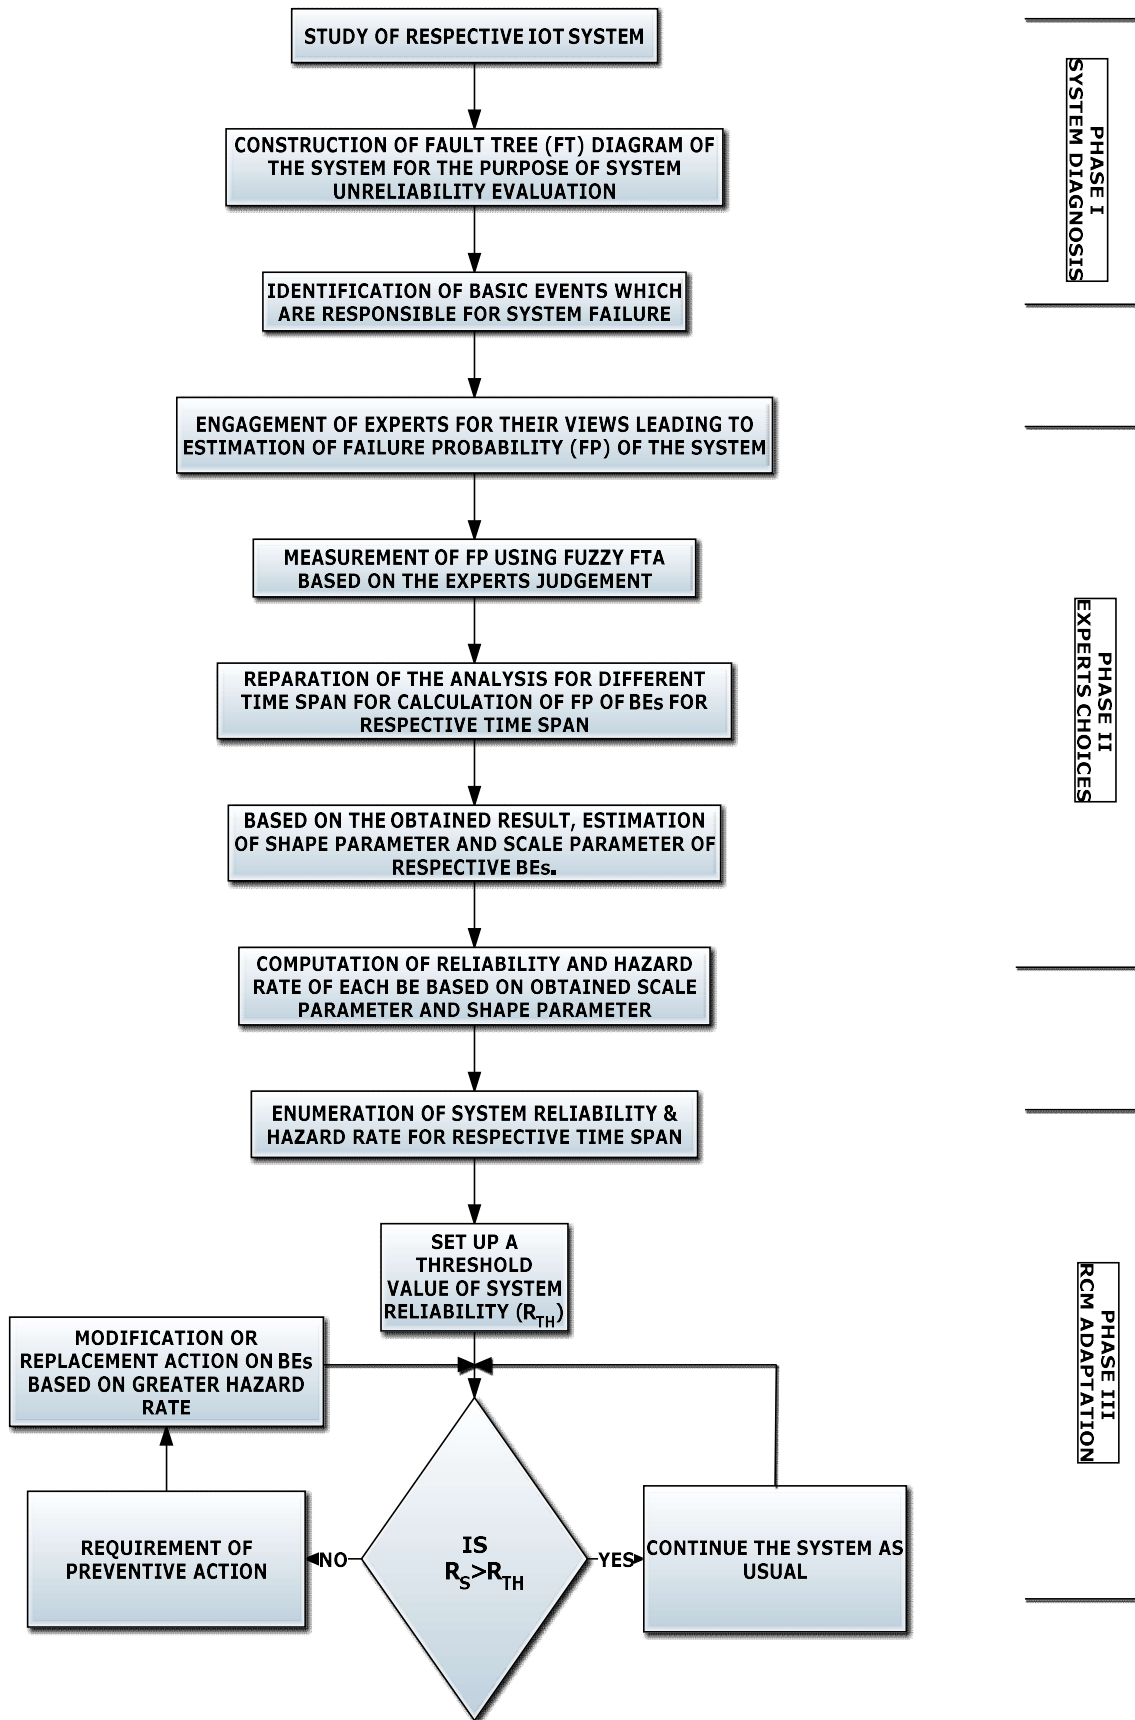 STUDY OF RESPECTIVE IOT SYSTEM
CONSTRUCTION OF FAULT TREE (FT) DIAGRAM OF
THE SYSTEM FOR THE PURPOSE OF SYSTEM
UNRELIABILITY EVALUATION
IDENTIFICATION OF BASIC EVENTS WHICH
ARE RESPONSIBLE FOR SYSTEM FAILURE
PHASE I
SYSTEM DIAGNOSIS
ENGAGEMENT OF EXPERTS FOR THEIR VIEWS LEADING TO
ESTIMATION OF FAILURE PROBABILITY (FP) OF THE SYSTEM
MEASUREMENT OF FP USING FUZZY FTA
BASED ON THE EXPERTS JUDGEMENT
REPARATION OF THE ANALYSIS FOR DIFFERENT
TIME SPAN FOR CALCULATION OF FP OF BEs FOR
RESPECTIVE TIME SPAN
BASED ON THE OBTAINED RESULT, ESTIMATION
OF SHAPE PARAMETER AND SCALE PARAMETER OF
RESPECTIVE BEs.
PHASE II
EXPERTS CHOICES
COMPUTATION OF RELIABILITY AND HAZARD
RATE OF EACH BE BASED ON OBTAINED SCALE
PARAMETER AND SHAPE PARAMETER
ENUMERATION OF SYSTEM RELIABILITY &
HAZARD RATE FOR RESPECTIVE TIME SPAN
SET UP A
THRESHOLD
VALUE OF SYSTEM
RELIABILITY (R_TH)
PHASE III
RCM ADAPTATION
MODIFICATION OR
REPLACEMENT ACTION ON BEs
BASED ON GREATER HAZARD
RATE
REQUIREMENT OF
PREVENTIVE ACTION
NO
IS
R_S>R_TH
YES
CONTINUE THE SYSTEM AS
USUAL